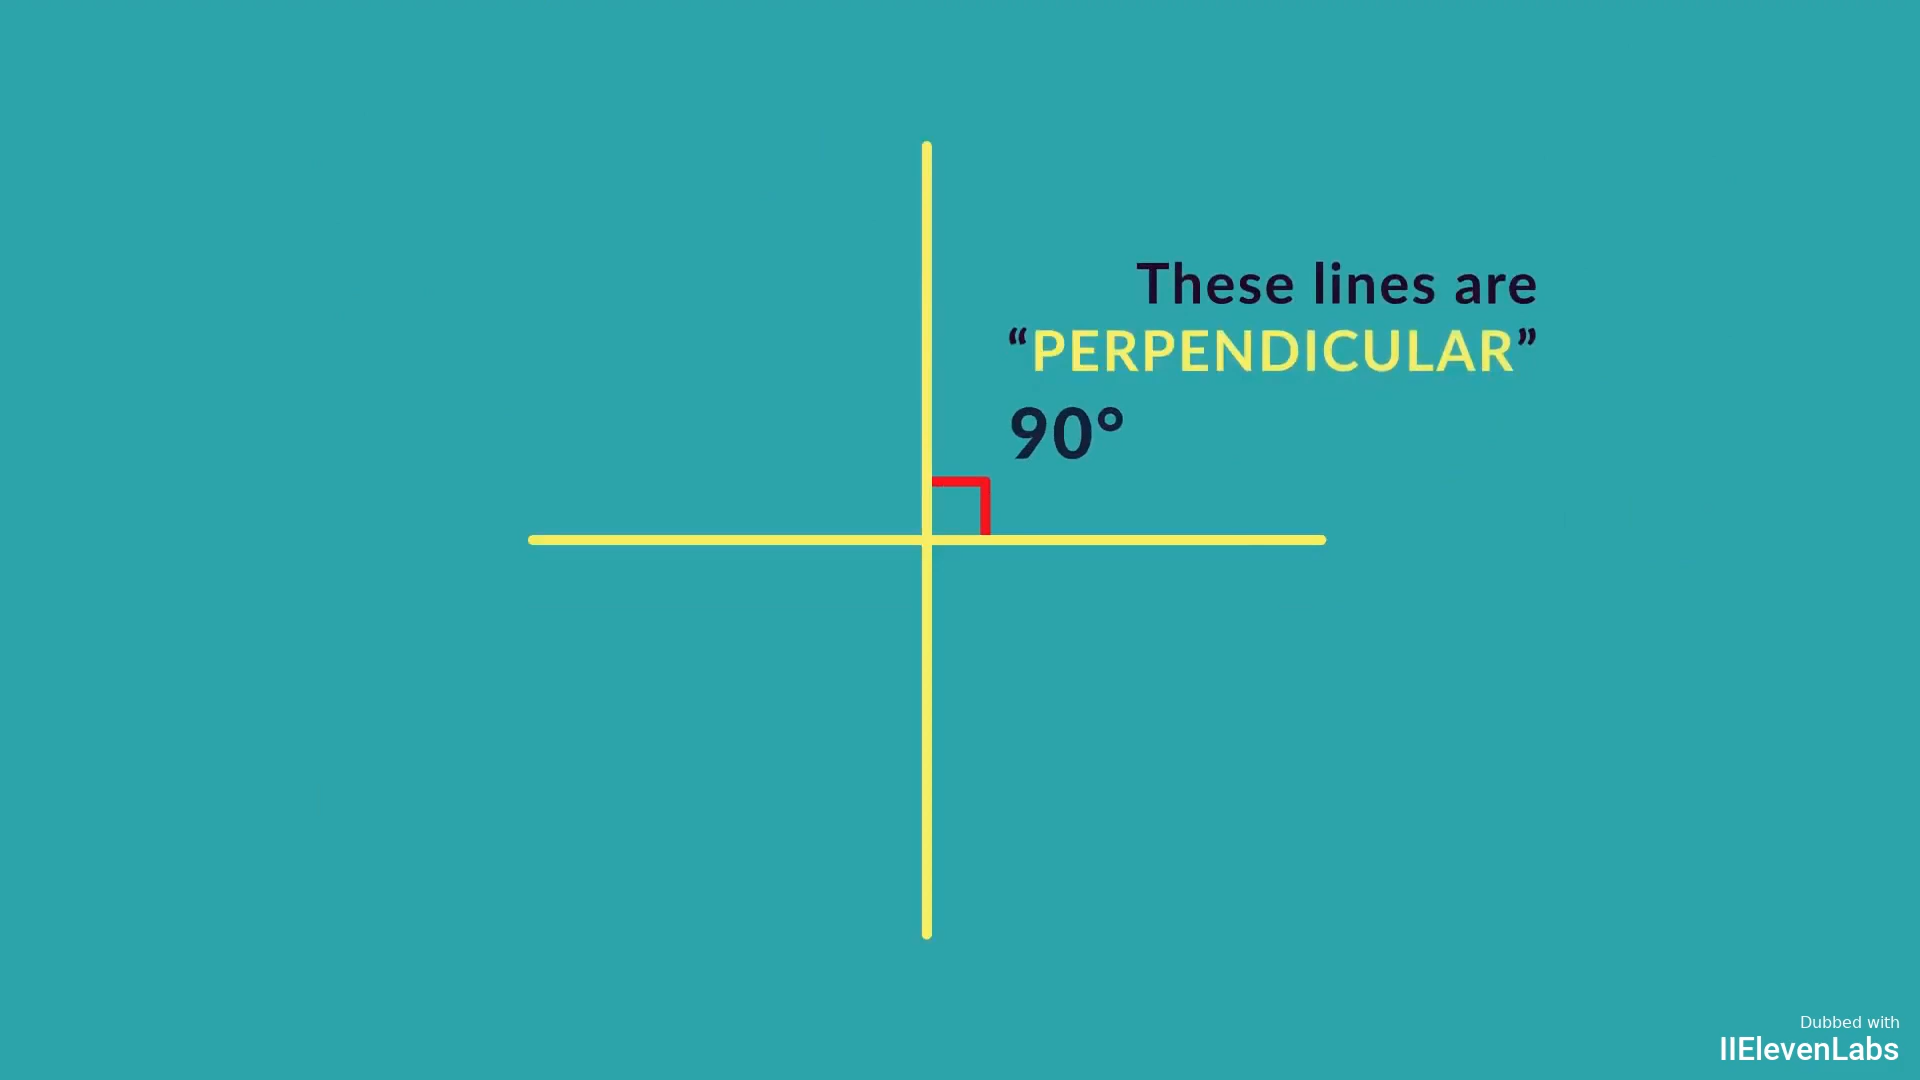 These lines are
“PERPENDICULAR”
90°
Dubbed with
IIElevenLabs